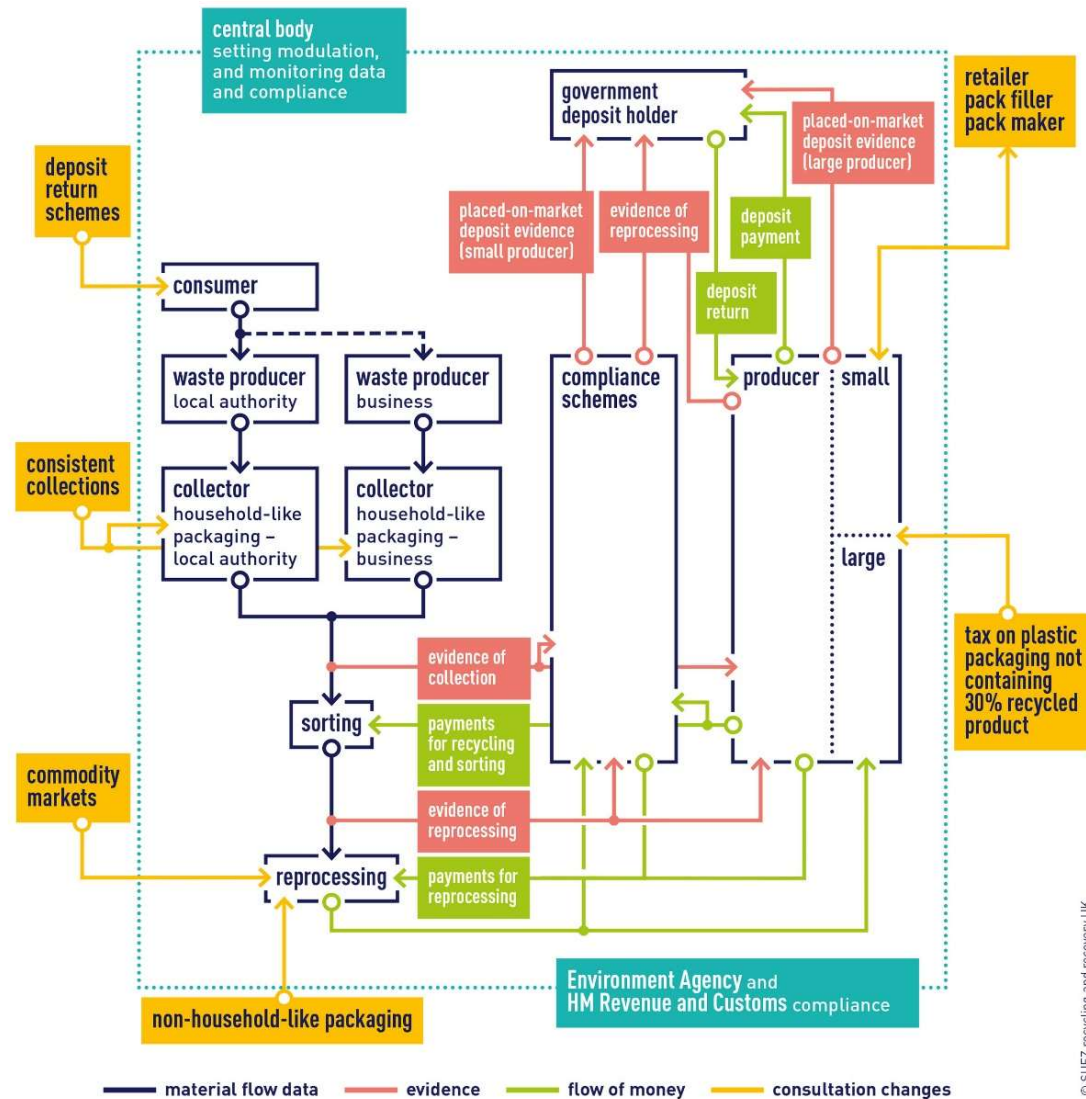 central body
setting modulation,
and monitoring data
and compliance
government
deposit holder
retailer
pack filler
pack maker
placed-on-market
deposit evidence
(large producer)
deposit
return
schemes
placed-on-market
deposit evidence
(small producer)
evidence of
reprocessing
deposit
payment
deposit
return
consumer
waste producer
local authority
waste producer
business
compliance
schemes
producer
small
consistent
collections
collector
household-like
packaging –
local authority
collector
household-like
packaging –
business
large
evidence of
collection
tax on plastic
packaging not
containing
30% recycled
product
sorting
payments
for recycling
and sorting
commodity
markets
evidence of
reprocessing
reprocessing
payments for
reprocessing
Environment Agency and
HM Revenue and Customs compliance
non-household-like packaging
© SUEZ recycling and recovery UK
material flow data
evidence
flow of money
consultation changes